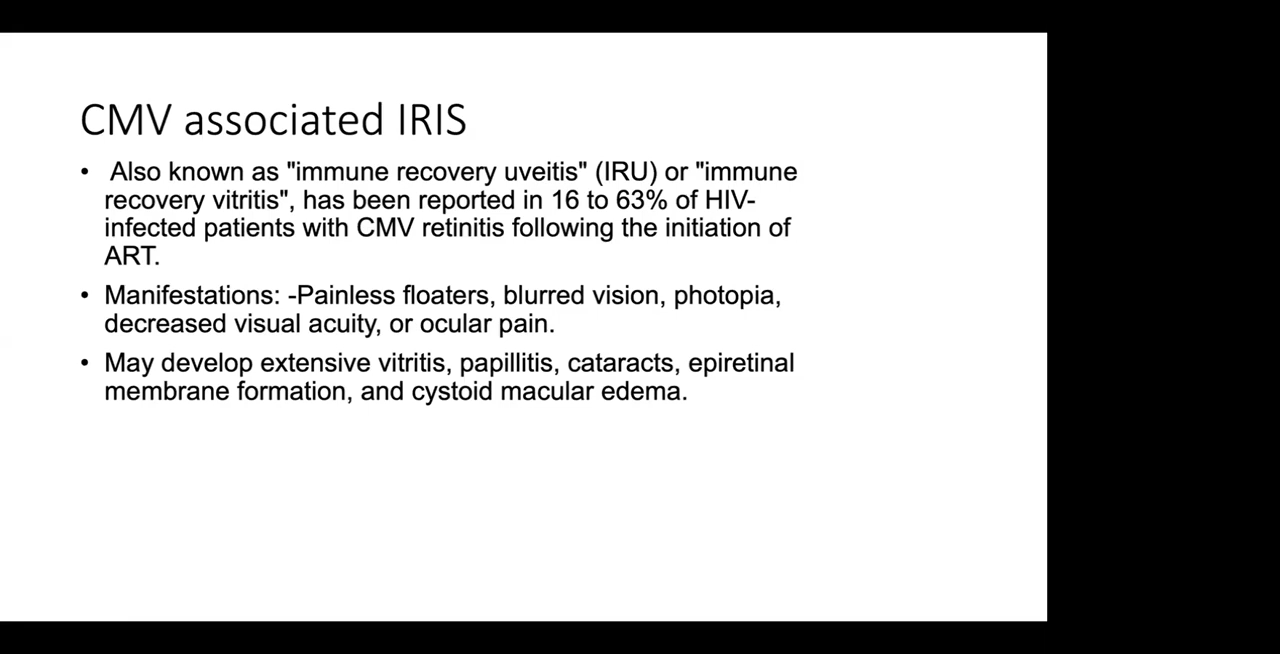 CMV associated IRIS
• Also known as "immune recovery uveitis" (IRU) or "immune
recovery vitritis", has been reported in 16 to 63% of HIV-
infected patients with CMV retinitis following the initiation of
ART.
• Manifestations: -Painless floaters, blurred vision, photopia,
decreased visual acuity, or ocular pain.
• May develop extensive vitritis, papillitis, cataracts, epiretinal
membrane formation, and cystoid macular edema.